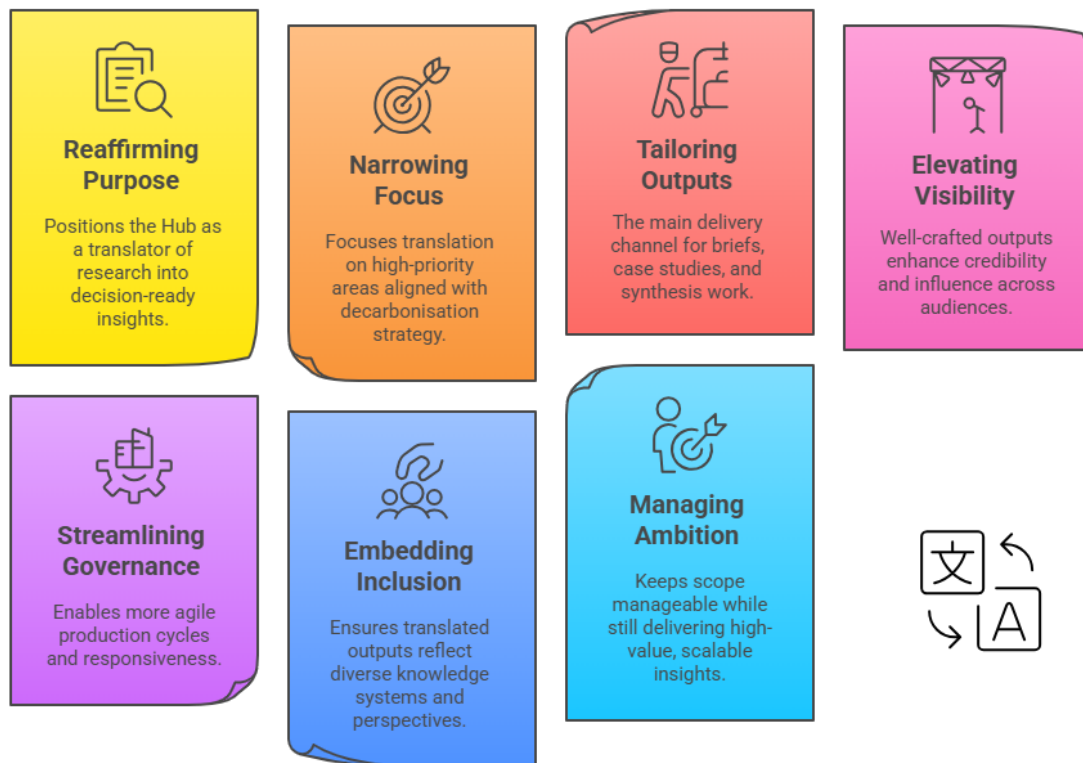 Reaffirming
Purpose
Positions the Hub as
a translator of
research into
decision-ready
insights.
Narrowing
Focus
Focuses translation
on high-priority
areas aligned with
decarbonisation
strategy.
Tailoring
Outputs
The main delivery
channel for briefs,
case studies, and
synthesis work.
Elevating
Visibility
Well-crafted outputs
enhance credibility
and influence across
audiences.
Streamlining
Governance
Enables more agile
production cycles
and responsiveness.
Embedding
Inclusion
Ensures translated
outputs reflect
diverse knowledge
systems and
perspectives.
Managing
Ambition
Keeps scope
manageable while
still delivering high-
value, scalable
insights.
文
A